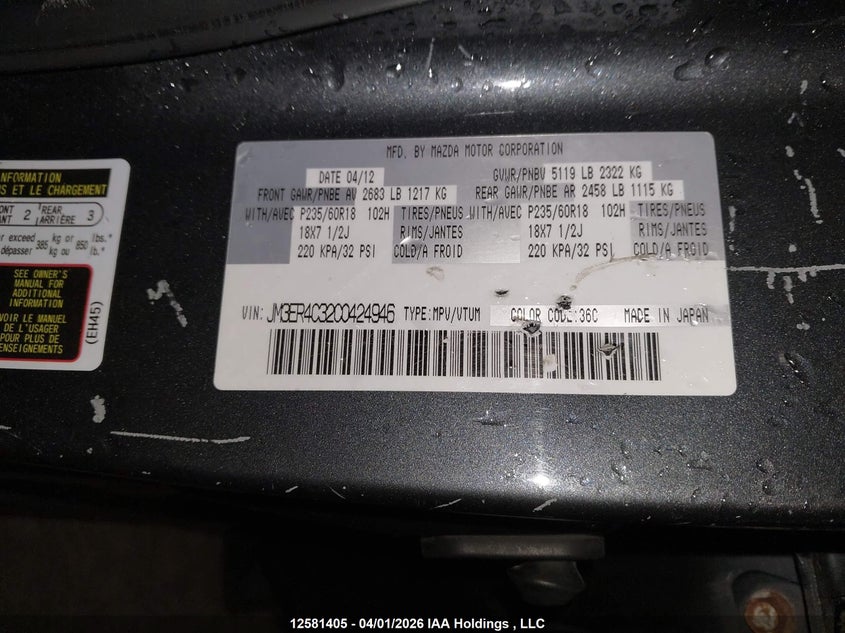 INFORMATION
ET LE CHARGEMENT
2 REAR
ARRIÈRE 3
exceed 385 kg or 850 lbs.*
dépasser kg ou lb.*
SEE OWNER'S
MANUAL FOR
ADDITIONAL
INFORMATION
VOIR LE MANUEL
DE L'USAGER
POUR PLUS DE
RENSEIGNEMENTS
(EH45)
MFD. BY MAZDA MOTOR CORPORATION
DATE 04/12 GVWR/PNBV 5119 LB 2322 KG
FRONT GAWR/PNBE AV 2683 LB 1217 KG REAR GAWR/PNBE AR 2458 LB 1115 KG
WITH/AVEC P235/60R18 102H TIRES/PNEUS WITH/AVEC P235/60R18 102H TIRES/PNEUS
18X7 1/2J RIMS/JANTES 18X7 1/2J RIMS/JANTES
220 KPA/32 PSI COLD/A FROID 220 KPA/32 PSI COLD/A FROID
VIN: JM3ER4C32C0424946 TYPE:MPV/VTUM COLOR CODE:36C MADE IN JAPAN
12581405 - 04/01/2026 IAA Holdings , LLC